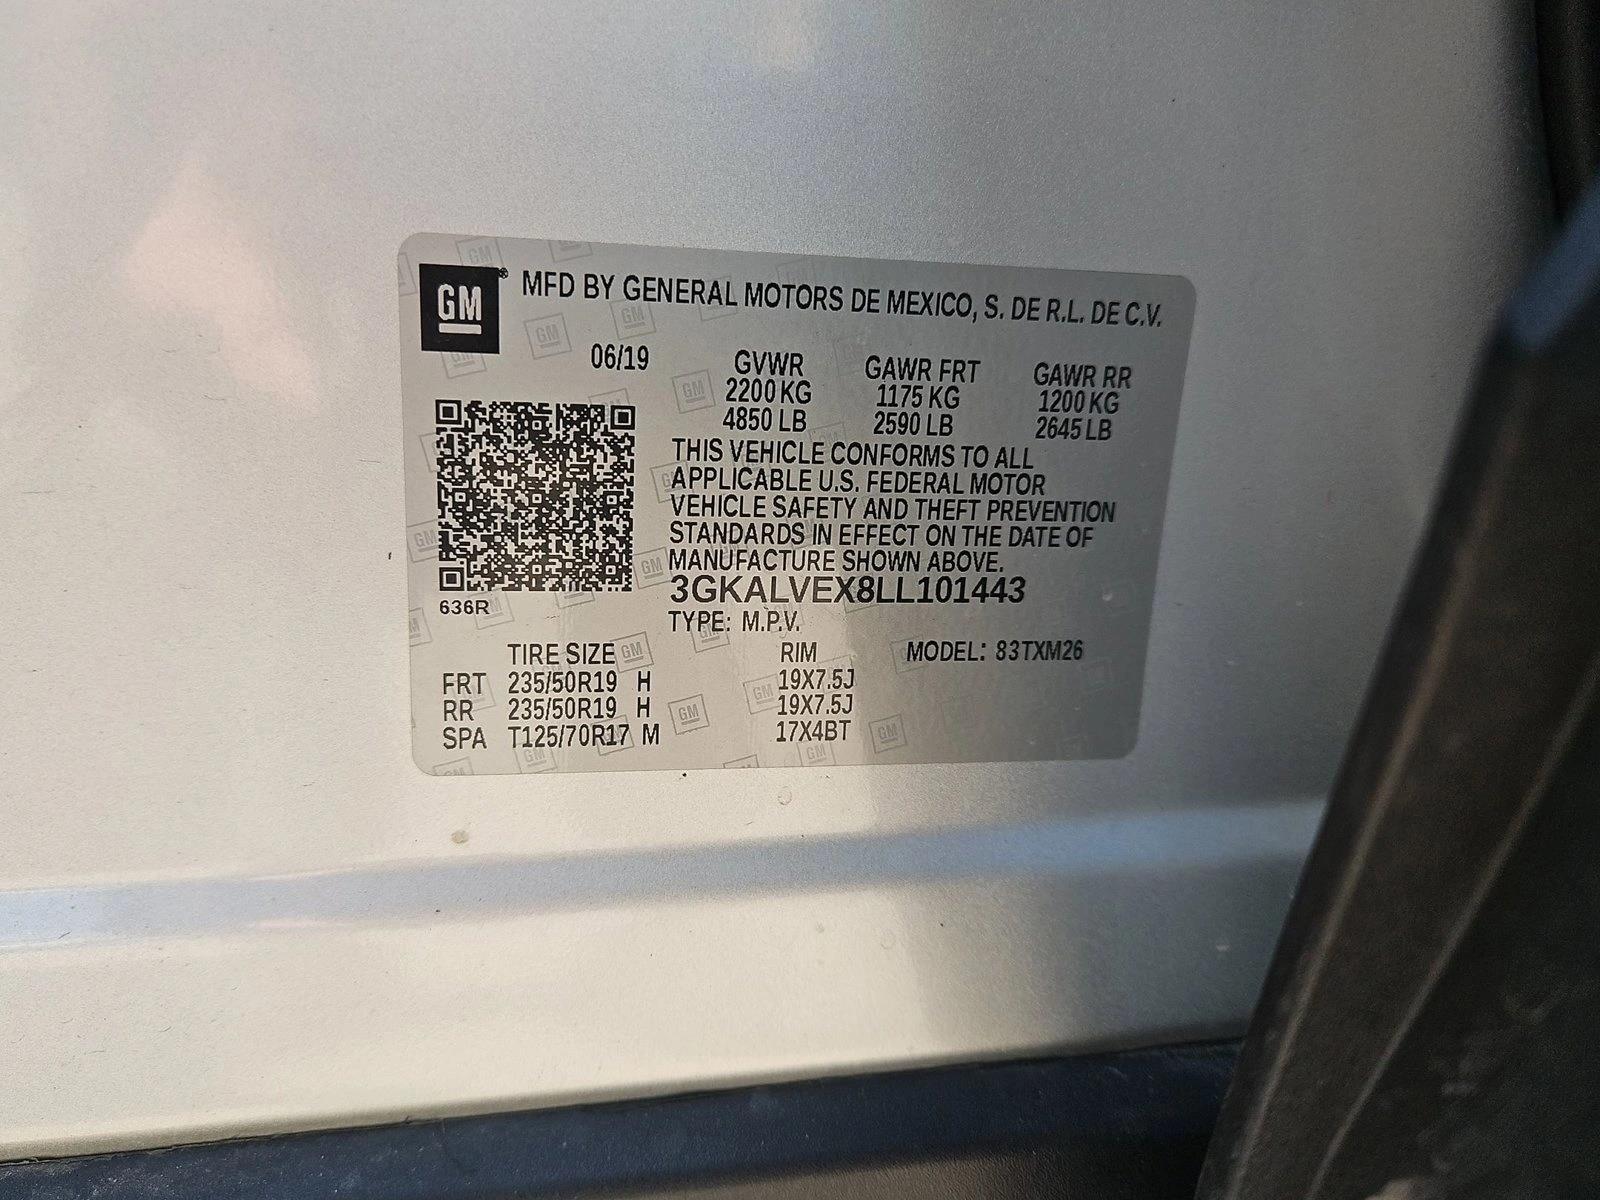 GM ® MFD BY GENERAL MOTORS DE MEXICO, S. DE R.L. DE C.V.
06/19 GVWR GAWR FRT GAWR RR
2200 KG 1175 KG 1200 KG
4850 LB 2590 LB 2645 LB
THIS VEHICLE CONFORMS TO ALL
APPLICABLE U.S. FEDERAL MOTOR
VEHICLE SAFETY AND THEFT PREVENTION
STANDARDS IN EFFECT ON THE DATE OF
MANUFACTURE SHOWN ABOVE.
3GKALVEX8LL101443
636R
TYPE: M.P.V.
TIRE SIZE RIM MODEL: 83TXM26
FRT 235/50R19 H 19X7.5J
RR 235/50R19 H 19X7.5J
SPA T125/70R17 M 17X4BT